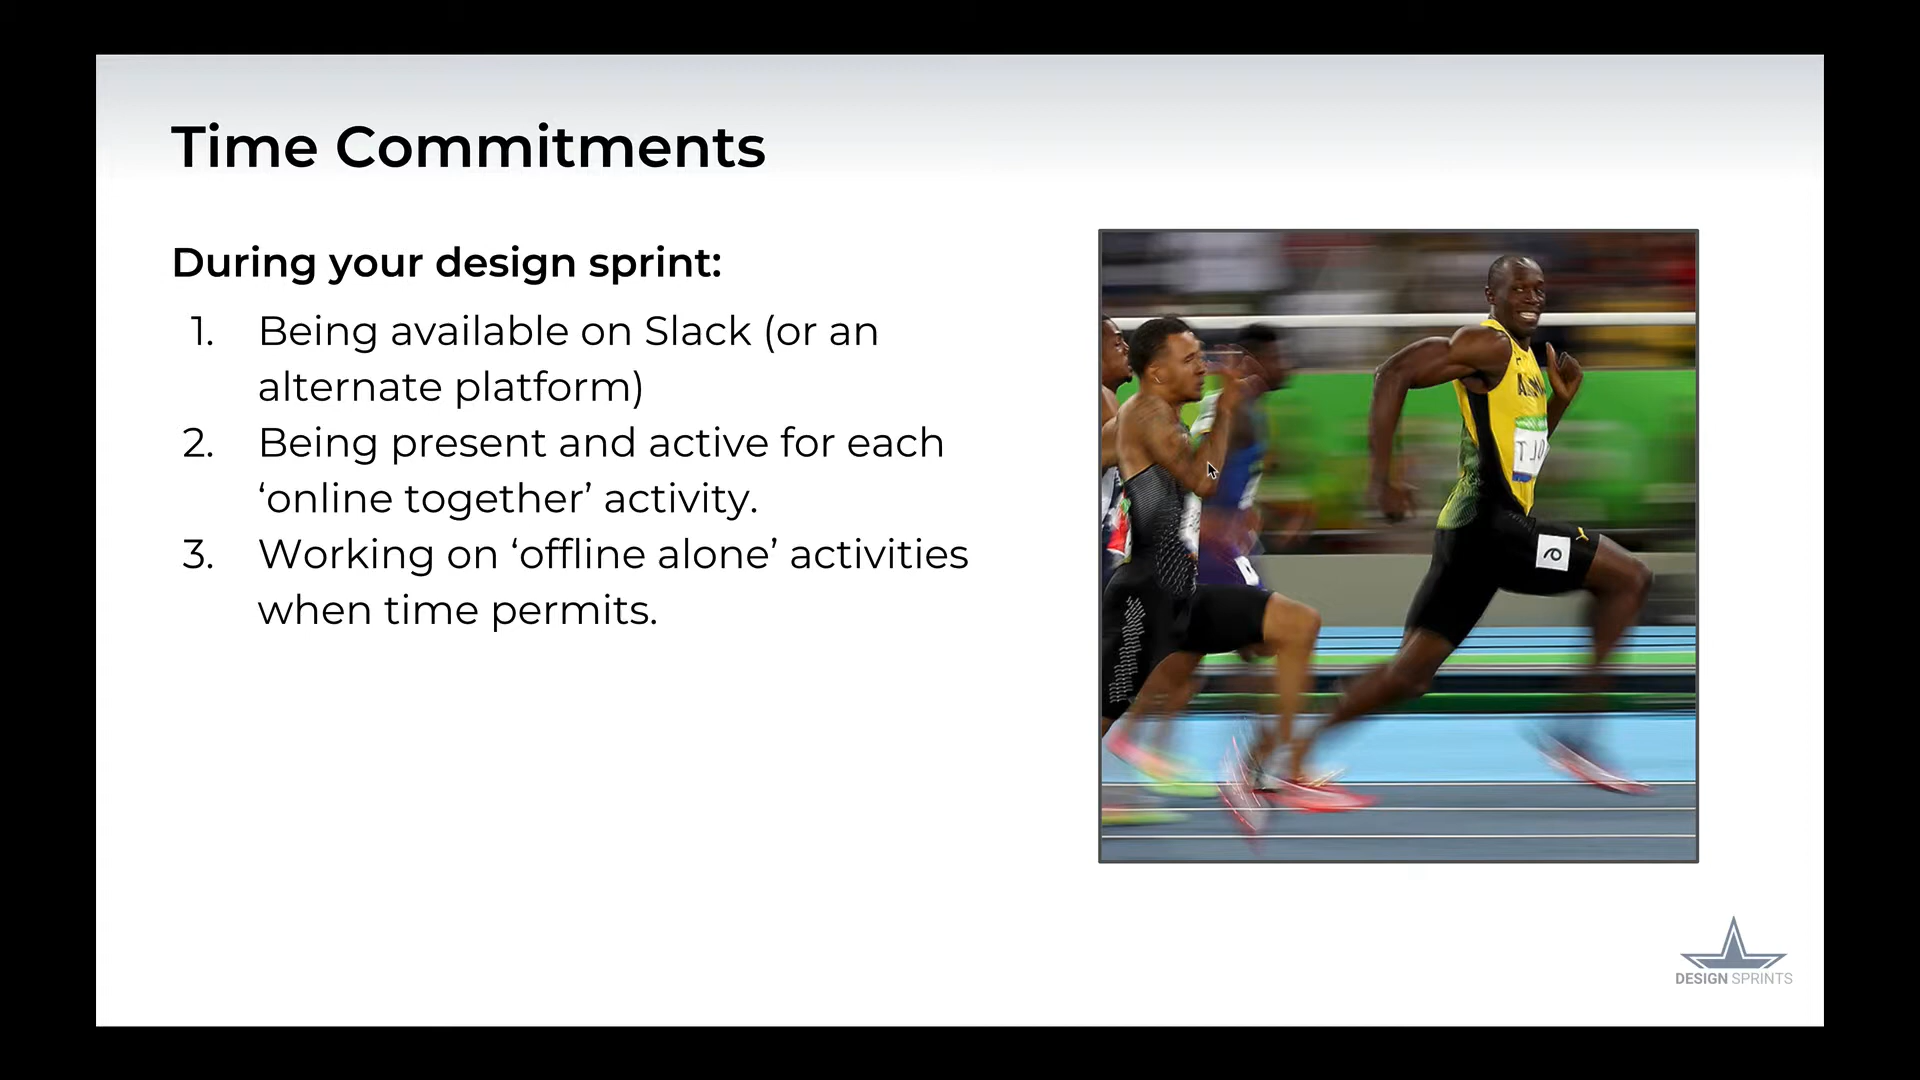 Time Commitments
During your design sprint:
1. Being available on Slack (or an
alternate platform)
2. Being present and active for each
‘online together’ activity.
3. Working on ‘offline alone’ activities
when time permits.
DESIGN SPRINTS